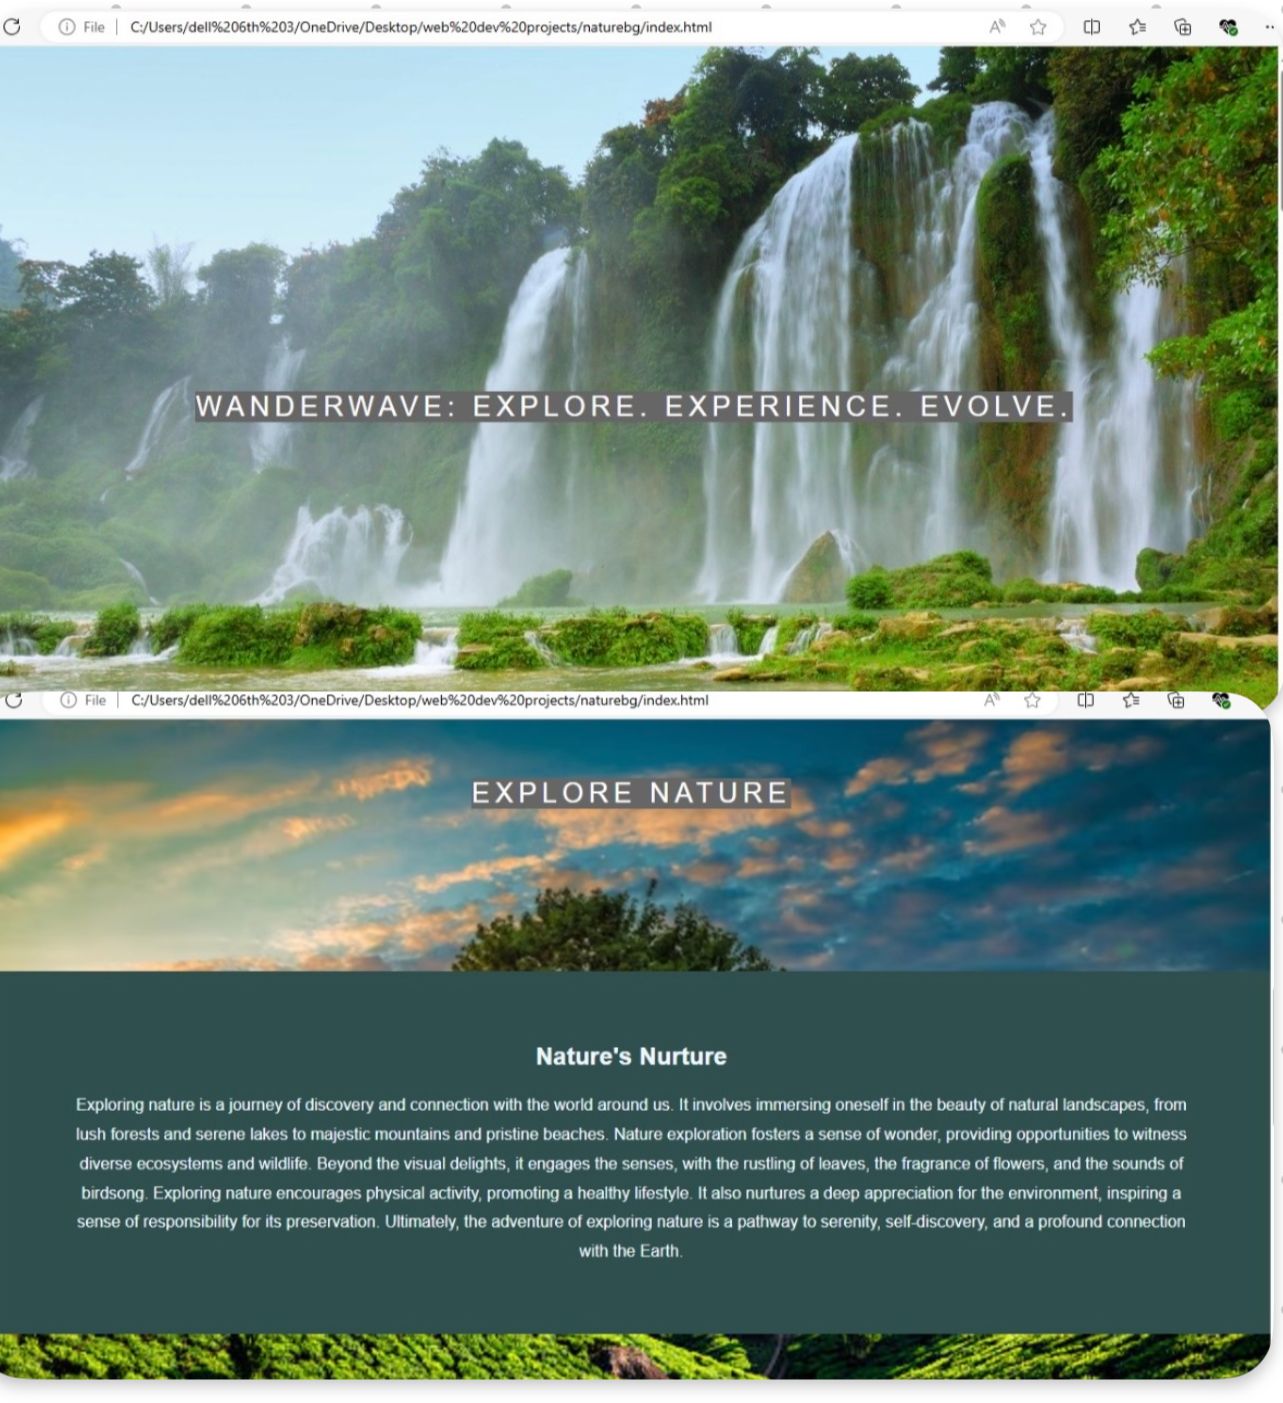 File C:/Users/dell%206th%203/OneDrive/Desktop/web%20dev%20projects/naturebg/index.html
WANDERWAVE: EXPLORE. EXPERIENCE. EVOLVE.
File C:/Users/dell%206th%203/OneDrive/Desktop/web%20dev%20projects/naturebg/index.html
EXPLORE NATURE
Nature's Nurture
Exploring nature is a journey of discovery and connection with the world around us. It involves immersing oneself in the beauty of natural landscapes, from
lush forests and serene lakes to majestic mountains and pristine beaches. Nature exploration fosters a sense of wonder, providing opportunities to witness
diverse ecosystems and wildlife. Beyond the visual delights, it engages the senses, with the rustling of leaves, the fragrance of flowers, and the sounds of
birdsong. Exploring nature encourages physical activity, promoting a healthy lifestyle. It also nurtures a deep appreciation for the environment, inspiring a
sense of responsibility for its preservation. Ultimately, the adventure of exploring nature is a pathway to serenity, self-discovery, and a profound connection
with the Earth.